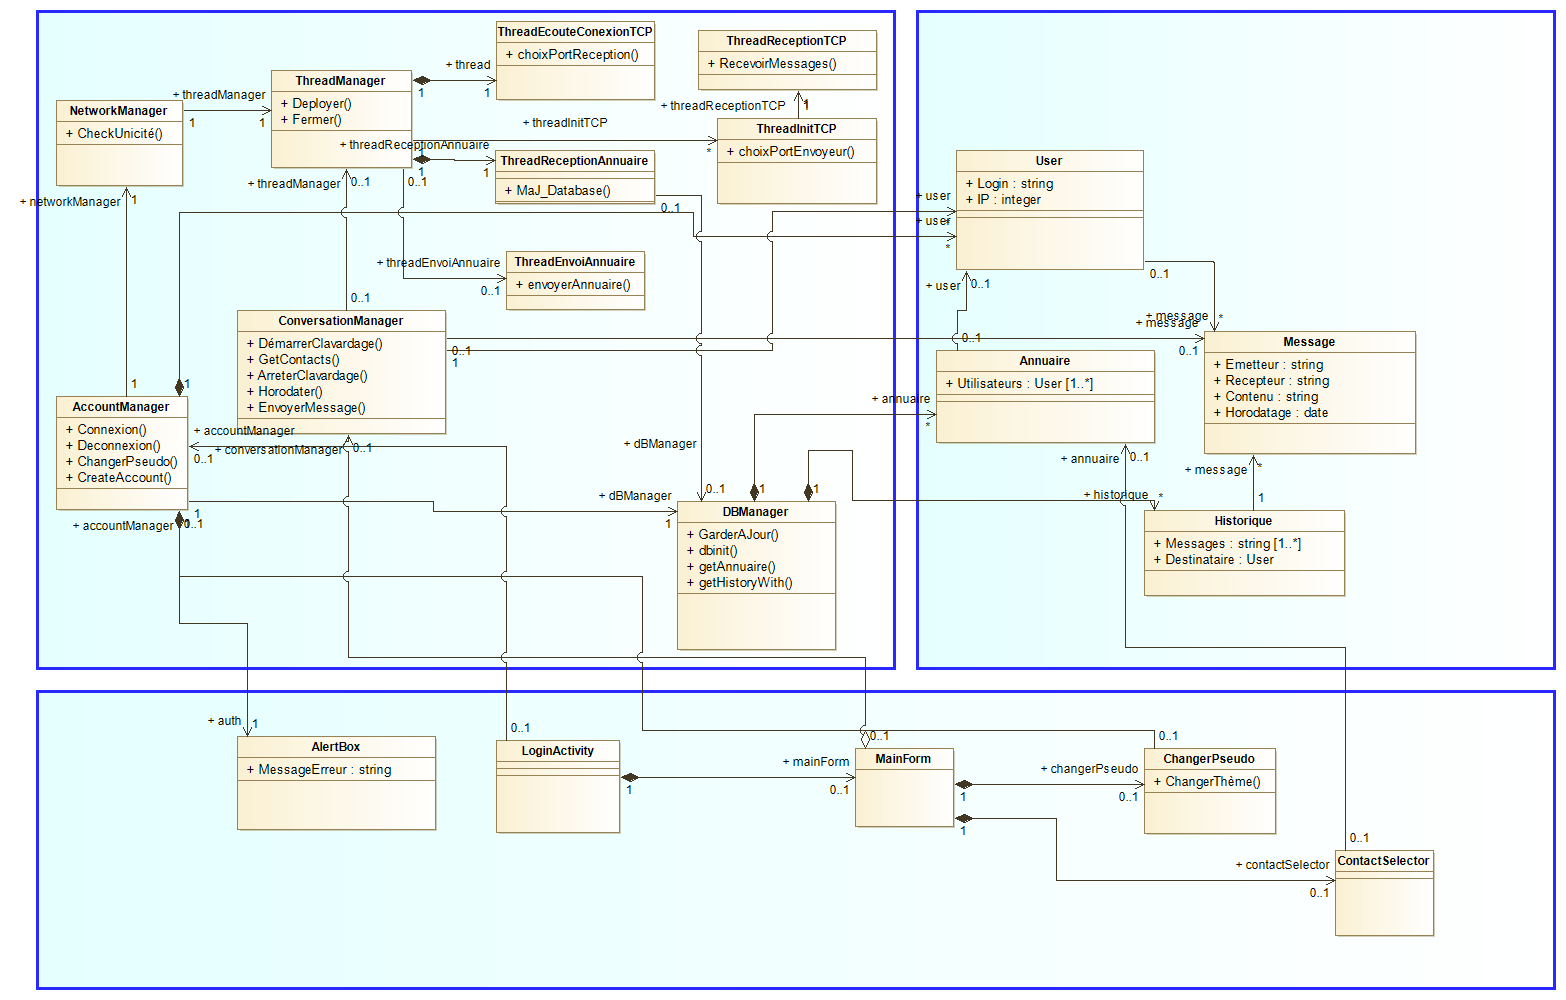 ThreadEcouteConexionTCP
+ choixPortReception()
ThreadReceptionTCP
+ RecevoirMessages()
+ thread
1
1
ThreadManager
+ Deployer()
+ Fermer()
+ threadManager
1
1
NetworkManager
+ CheckUnicité()
+ threadReceptionTCP
1
+ threadInitTCP
*
ThreadInitTCP
+ choixPortEnvoyeur()
+ threadReceptionAnnuaire
1
1
ThreadReceptionAnnuaire
+ MaJ_Database()
0..1
+ threadManager
0..1
0..1
+ networkManager
1
User
+ Login : string
+ IP : integer
+ user
+ user
*
*
+ threadEnvoiAnnuaire
0..1
ThreadEnvoiAnnuaire
+ envoyerAnnuaire()
0..1
+ user
0..1
0..1
ConversationManager
+ DémarrerClavardage()
+ GetContacts()
+ ArreterClavardage()
+ Horodater()
+ EnvoyerMessage()
0..1
1
+ message
*
+ message
0..1
0..1
Message
+ Emetteur : string
+ Recepteur : string
+ Contenu : string
+ Horodatage : date
Annuaire
+ Utilisateurs : User [1..*]
1
1
AccountManager
+ Connexion()
+ Deconnexion()
+ ChangerPseudo()
+ CreateAccount()
+ accountManager
0..1
+ conversationManager
0..1
+ annuaire
*
+ dBManager
0..1
+ annuaire
0..1
+ message
*
1
+ dBManager
1
1
+ accountManager
0..1
1
1
DBManager
+ GarderAJour()
+ dbinit()
+ getAnnuaire()
+ getHistoryWith()
+ historique
*
Historique
+ Messages : string [1..*]
+ Destinataire : User
+ auth
1
AlertBox
+ MessageErreur : string
0..1
LoginActivity
1
+ mainForm
0..1
0..1
MainForm
1
1
+ changerPseudo
0..1
0..1
ChangerPseudo
+ ChangerThème()
0..1
+ contactSelector
0..1
ContactSelector